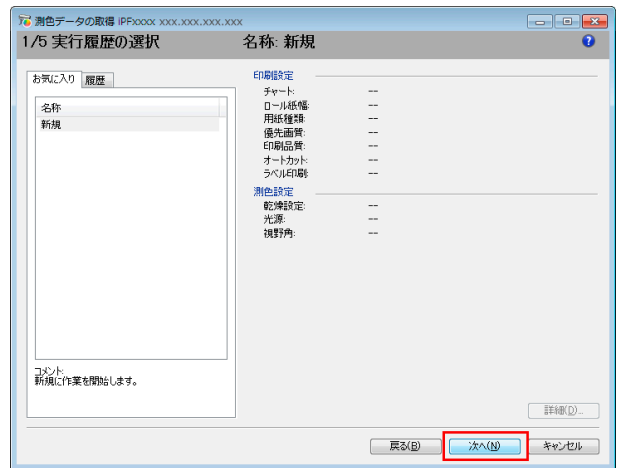 測色データの取得 iPFxxxx xxx.xxx.xxx.xxx
1/5 実行履歴の選択 名称: 新規
お気に入り 履歴
名称
新規
コメント:
新規に作業を開始します。
印刷設定
チャート: --
ロール紙幅: --
用紙種類: --
優先画質: --
印刷品質: --
オートカット: --
ラベル印刷: --
測色設定
乾燥設定: --
光源: --
視野角: --
詳細(D)...
戻る(B) 次へ(N) キャンセル